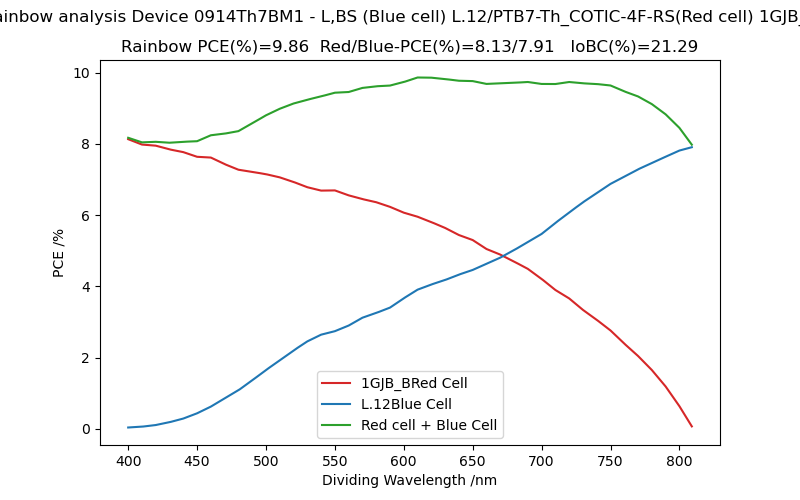 ainbow analysis Device 0914Th7BM1 - L,BS (Blue cell) L.12/PTB7-Th_COTIC-4F-RS(Red cell) 1GJB_
Rainbow PCE(%)=9.86 Red/Blue-PCE(%)=8.13/7.91 IoBC(%)=21.29
10
8
6
4
2
0
PCE /%
1GJB_BRed Cell
L.12Blue Cell
Red cell + Blue Cell
400 450 500 550 600 650 700 750 800
Dividing Wavelength /nm